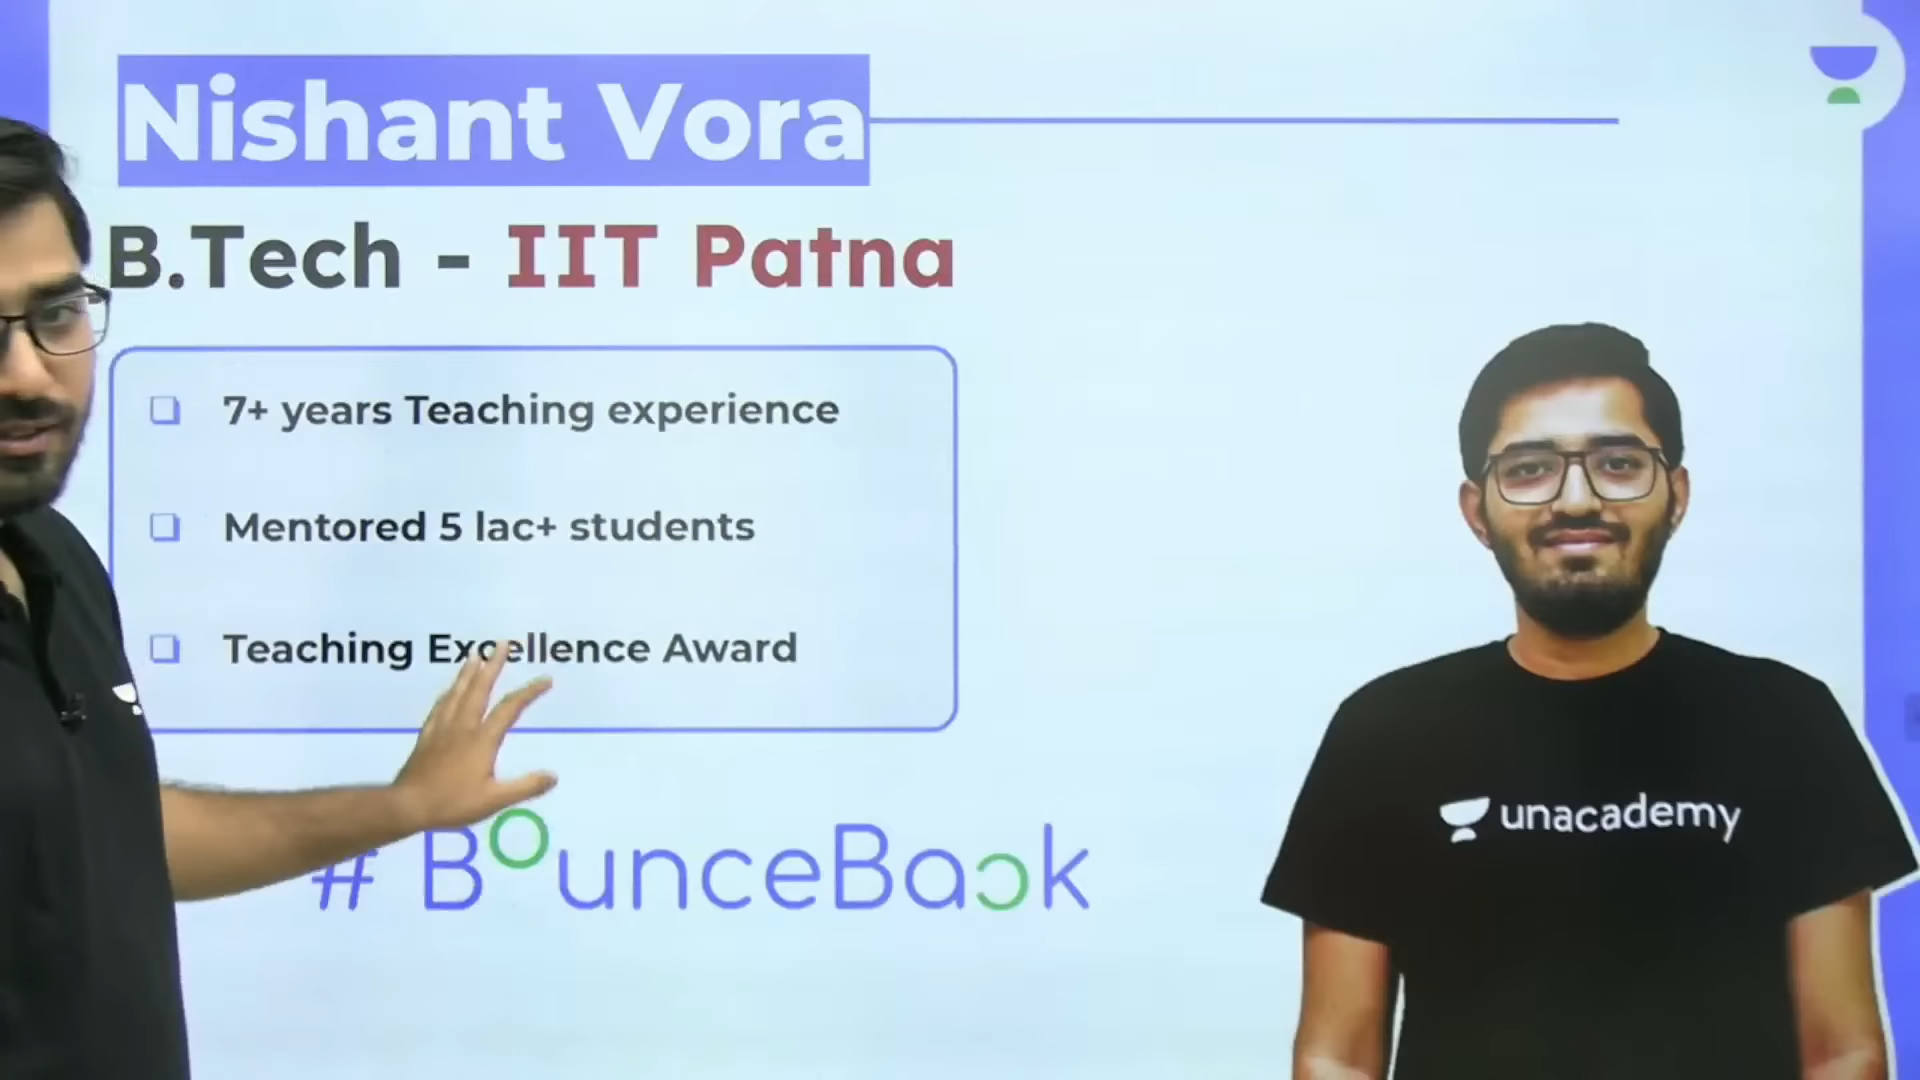 Nishant Vora
B.Tech - IIT Patna
7+ years Teaching experience
Mentored 5 lac+ students
Teaching Excellence Award
# BounceBack
unacademy